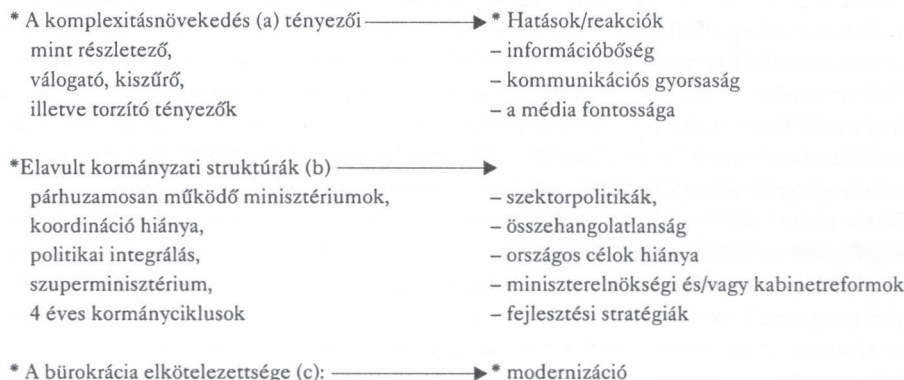 * A komplexitásnövekedés (a) tényezői → * Hatások/reakciók
mint részletező, – információbőség
válogató, kiszűrő, – kommunikációs gyorsaság
illetve torzító tényezők – a média fontossága
*Elavult kormányzati struktúrák (b) →
párhuzamosan működő minisztériumok, – szektorpolitikák,
koordináció hiánya, – összehangolatlanság
politikai integrálás, – országos célok hiánya
szuperminisztérium, – miniszterelnökségi és/vagy kabinetreformok
4 éves kormányciklusok – fejlesztési stratégiák
* A bürokrácia elkötelezettsége (c): → * modernizáció